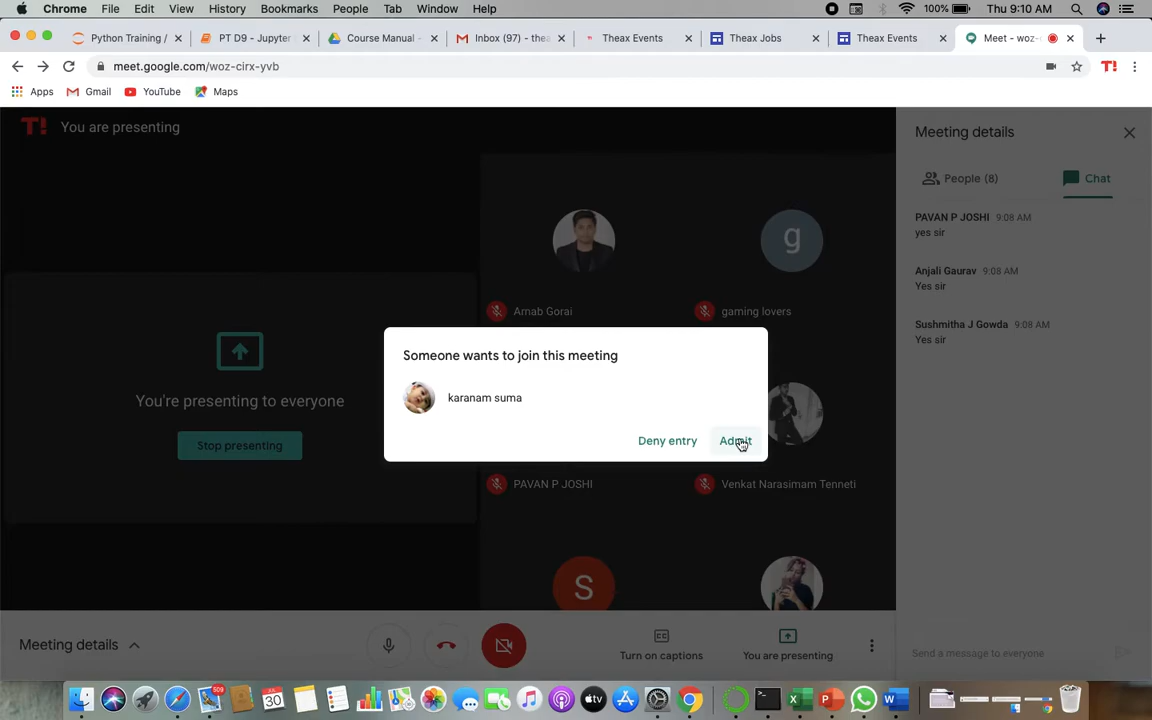 Chrome File Edit View History Bookmarks People Tab Window Help 100% Thu 9:10 AM
Python Training / PT D9 - Jupyter Course Manual - Inbox (97) - thea Theax Events Theax Jobs Theax Events Meet - woz-
meet.google.com/woz-cirx-yvb T!
Apps Gmail YouTube Maps
T! You are presenting
Meeting details
People (8) Chat
PAVAN P JOSHI 9:08 AM
yes sir
Anjali Gaurav 9:08 AM
Yes sir
Sushmitha J Gowda 9:08 AM
Yes sir
g
Arnab Gorai gaming lovers
Someone wants to join this meeting
karanam suma
Deny entry Admit
You're presenting to everyone
Stop presenting
PAVAN P JOSHI Venkat Narasimam Tenneti
S
Meeting details
CC
Turn on captions You are presenting
Send a message to everyone
509
30